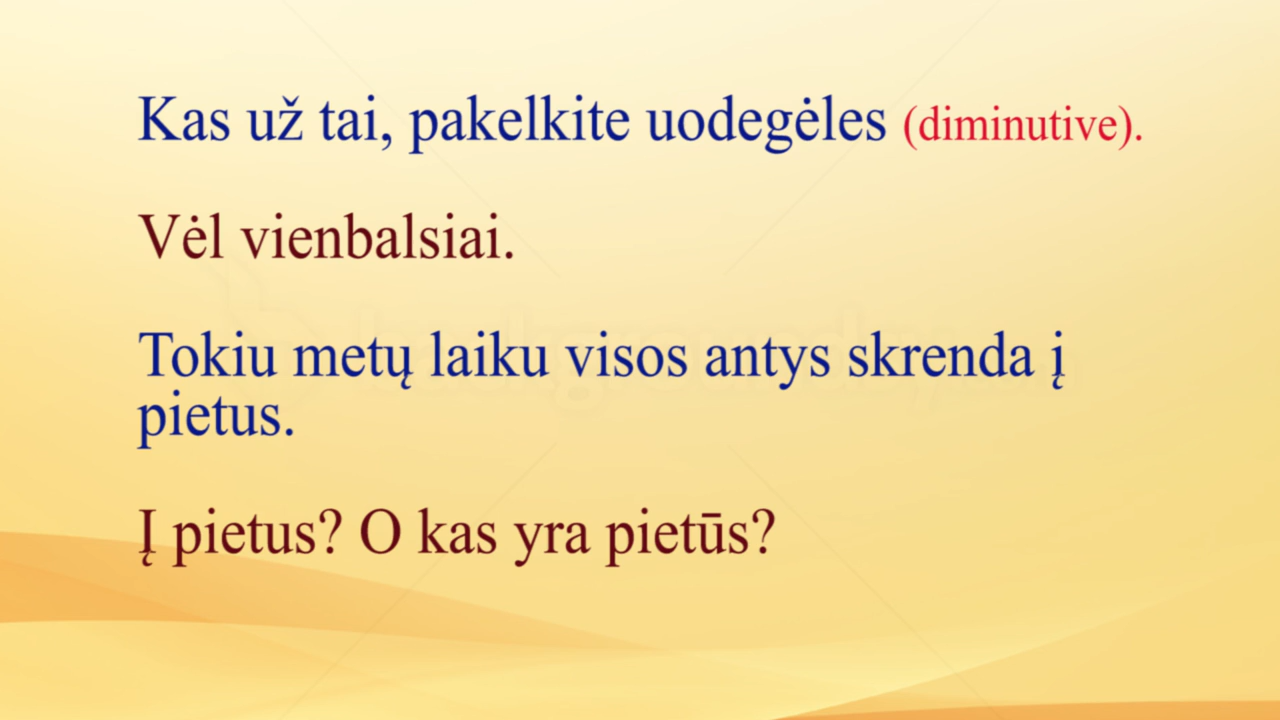 Kas už tai, pakelkite uodegėles (diminutive).
Vėl vienbalsiai.
Tokiu metų laiku visos antys skrenda į
pietus.
Į pietus? O kas yra pietūs?